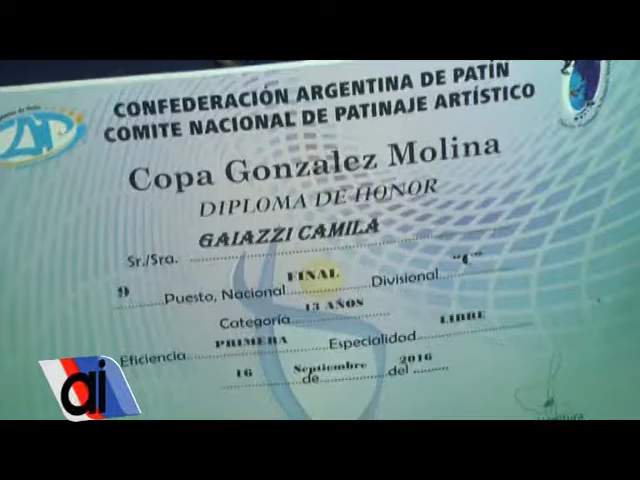 CONFEDERACIÓN ARGENTINA DE PATÍN
COMITE NACIONAL DE PATINAJE ARTÍSTICO
Copa Gonzalez Molina
DIPLOMA DE HONOR
Sr./Sra. GAIAZZI CAMILA
9 Puesto, Nacional FINAL Divisional "C"
Categoría 13 AÑOS
Eficiencia PRIMERA Especialidad LIBRE
16 de Septiembre del 2016
ai